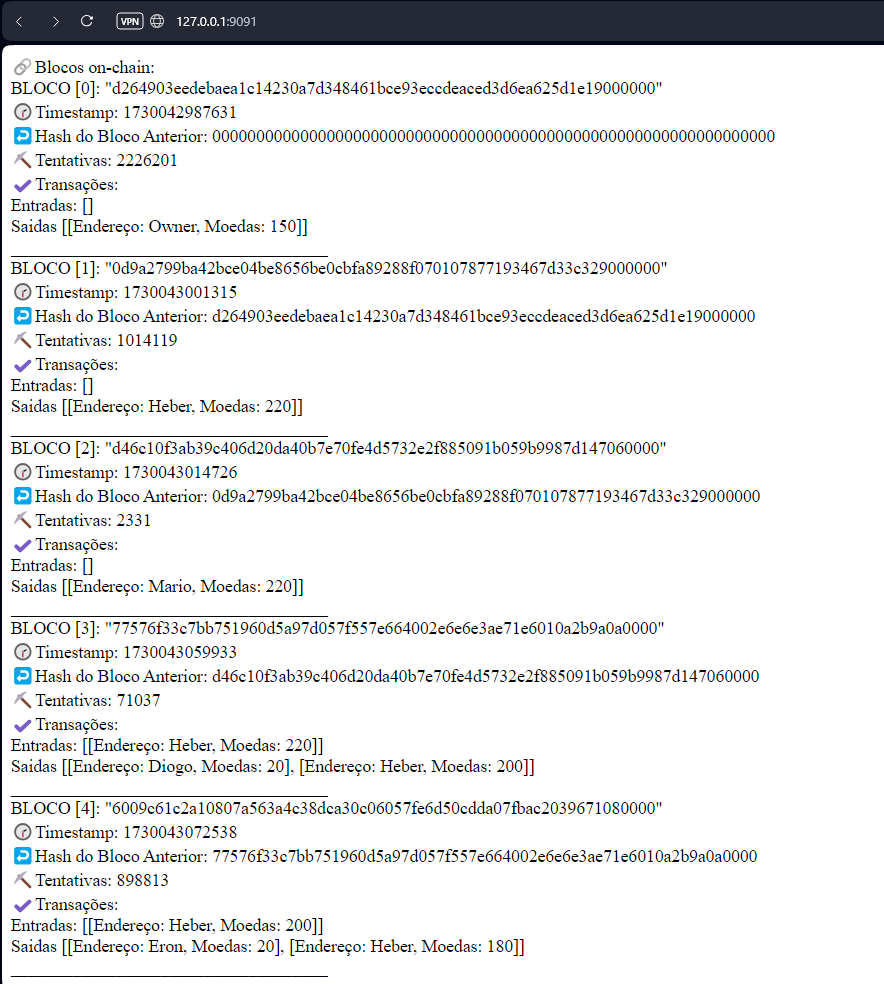 VPN 127.0.0.1:9091
🔗 Blocos on-chain:
BLOCO [0]: "d264903eedebaea1c14230a7d348461bce93eccdeaced3d6ea625d1e19000000"
🕝 Timestamp: 1730042987631
↩️ Hash do Bloco Anterior: 0000000000000000000000000000000000000000000000000000000000000000
⛏️ Tentativas: 2226201
✔️ Transações:
Entradas: []
Saidas [[Endereço: Owner, Moedas: 150]]
____________________________________
BLOCO [1]: "0d9a2799ba42bce04be8656be0cbfa89288f070107877193467d33c329000000"
🕝 Timestamp: 1730043001315
↩️ Hash do Bloco Anterior: d264903eedebaea1c14230a7d348461bce93eccdeaced3d6ea625d1e19000000
⛏️ Tentativas: 1014119
✔️ Transações:
Entradas: []
Saidas [[Endereço: Heber, Moedas: 220]]
____________________________________
BLOCO [2]: "d46c10f3ab39c406d20da40b7e70fe4d5732e2f885091b059b9987d147060000"
🕝 Timestamp: 1730043014726
↩️ Hash do Bloco Anterior: 0d9a2799ba42bce04be8656be0cbfa89288f070107877193467d33c329000000
⛏️ Tentativas: 2331
✔️ Transações:
Entradas: []
Saidas [[Endereço: Mario, Moedas: 220]]
____________________________________
BLOCO [3]: "77576f33c7bb751960d5a97d057f557e664002e6e6e3ae71e6010a2b9a0a0000"
🕝 Timestamp: 1730043059933
↩️ Hash do Bloco Anterior: d46c10f3ab39c406d20da40b7e70fe4d5732e2f885091b059b9987d147060000
⛏️ Tentativas: 71037
✔️ Transações:
Entradas: [[Endereço: Heber, Moedas: 220]]
Saidas [[Endereço: Diogo, Moedas: 20], [Endereço: Heber, Moedas: 200]]
____________________________________
BLOCO [4]: "6009c61c2a10807a563a4c38dca30c06057fe6d50cdda07fbac2039671080000"
🕝 Timestamp: 1730043072538
↩️ Hash do Bloco Anterior: 77576f33c7bb751960d5a97d057f557e664002e6e6e3ae71e6010a2b9a0a0000
⛏️ Tentativas: 898813
✔️ Transações:
Entradas: [[Endereço: Heber, Moedas: 200]]
Saidas [[Endereço: Eron, Moedas: 20], [Endereço: Heber, Moedas: 180]]
____________________________________